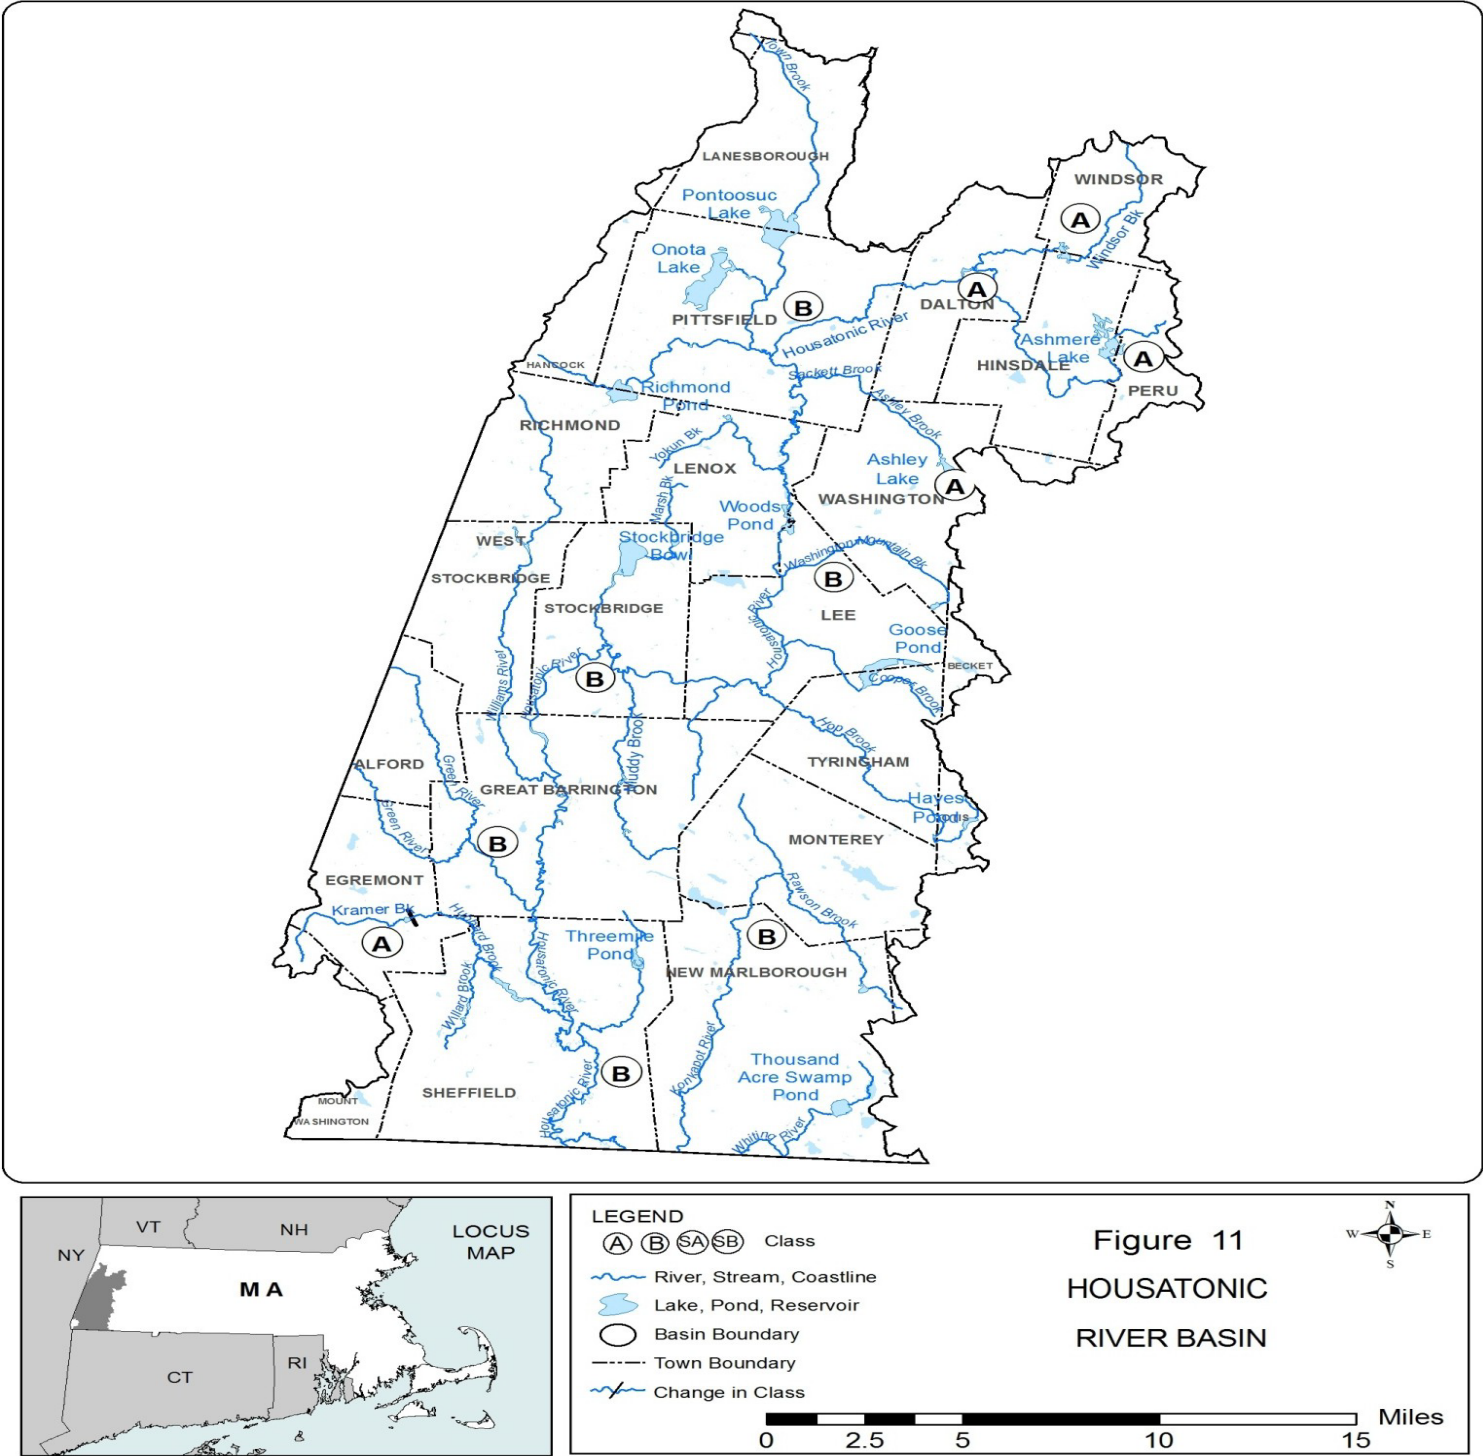 Town Brook
LANESBOROUGH
WINDSOR
Pontoosuc
Lake
A
Windsor Bk
Onota
Lake
A
DALTON
B
PITTSFIELD
Housatonic River
Ashmere
Lake
HINSDALE
A
PERU
HANCOCK
Sackett Brook
Richmond
Pond
Ashley Brook
RICHMOND
Yokun Bk
LENOX
Ashley
Lake
A
WASHINGTON
Marsh Bk
Woods
Pond
WEST
STOCKBRIDGE
Stockbridge
Bowl
Washington Mountain Bk
B
LEE
STOCKBRIDGE
Housatonic River
Goose
Pond
BECKET
Cooper Brook
Williams River
Housatonic River
B
Muddy Brook
Hop Brook
TYRINGHAM
ALFORD
Green River
GREAT BARRINGTON
Hayes
Pond
OTIS
Green River
B
MONTEREY
EGREMONT
Rawson Brook
Kramer Bk
A
Hubbard Brook
Housatonic River
Threemile
Pond
B
NEW MARLBOROUGH
Willard Brook
Konkapot River
Thousand
Acre Swamp
Pond
B
SHEFFIELD
Housatonic River
MOUNT
WASHINGTON
Whiting River
NY
VT
NH
LOCUS
MAP
MA
CT
RI
LEGEND
A B SA SB Class
River, Stream, Coastline
Lake, Pond, Reservoir
Basin Boundary
Town Boundary
Change in Class
Figure 11
HOUSATONIC
RIVER BASIN
N
W E
S
Miles
0 2.5 5 10 15